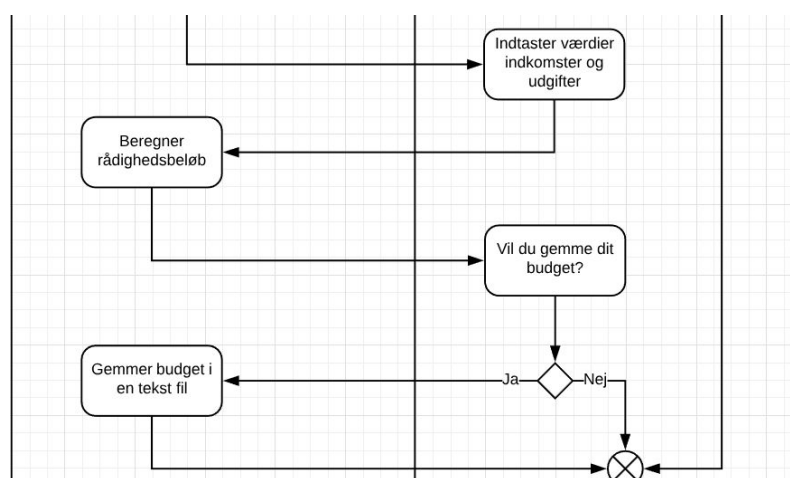 Indtaster værdier
indkomster og
udgifter
Beregner
rådighedsbeløb
Vil du gemme dit
budget?
Gemmer budget i
en tekst fil
Ja
Nej